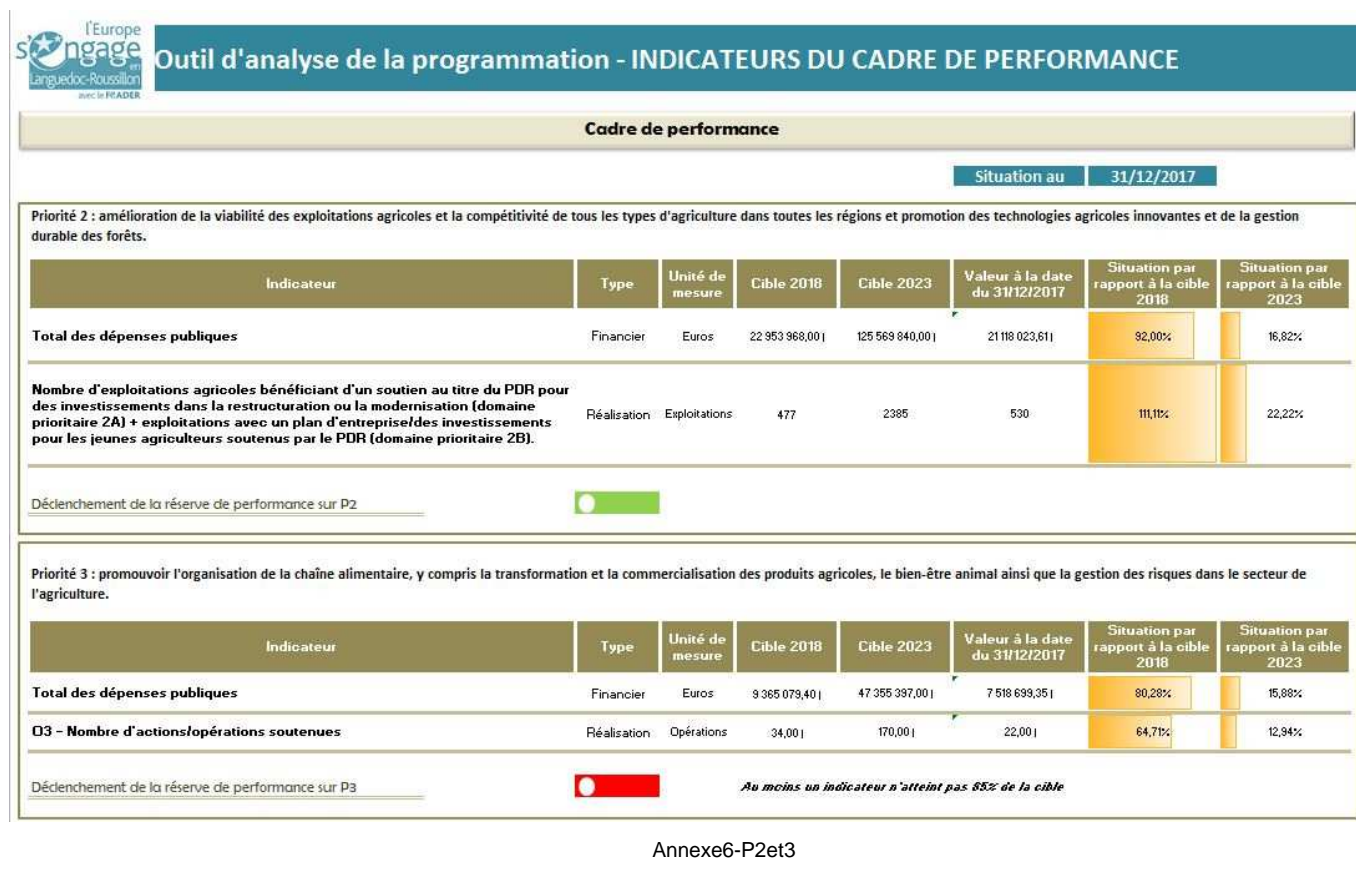 l'Europe
s'engage
en
Languedoc-Roussillon
avec le FEADER
Outil d'analyse de la programmation - INDICATEURS DU CADRE DE PERFORMANCE
Cadre de performance
Situation au 31/12/2017
Priorité 2 : amélioration de la viabilité des exploitations agricoles et la compétitivité de tous les types d'agriculture dans toutes les régions et promotion des technologies agricoles innovantes et de la gestion
durable des forêts.
Indicateur Type Unité de mesure Cible 2018 Cible 2023 Valeur à la date du 31/12/2017 Situation par rapport à la cible 2018 Situation par rapport à la cible 2023
Total des dépenses publiques Financier Euros 22 953 968,00 | 125 569 840,00 | 21 118 023,61 | 92,00% 16,82%
Nombre d'exploitations agricoles bénéficiant d'un soutien au titre du PDR pour
des investissements dans la restructuration ou la modernisation (domaine
prioritaire 2A) + exploitations avec un plan d'entreprise/des investissements
pour les jeunes agriculteurs soutenus par le PDR (domaine prioritaire 2B).
Réalisation Exploitations 477 2385 530 111,11% 22,22%
Déclenchement de la réserve de performance sur P2
Priorité 3 : promouvoir l'organisation de la chaîne alimentaire, y compris la transformation et la commercialisation des produits agricoles, le bien-être animal ainsi que la gestion des risques dans le secteur de
l'agriculture.
Indicateur Type Unité de mesure Cible 2018 Cible 2023 Valeur à la date du 31/12/2017 Situation par rapport à la cible 2018 Situation par rapport à la cible 2023
Total des dépenses publiques Financier Euros 9 365 079,40 | 47 355 397,00 | 7 518 699,35 | 80,28% 15,88%
O3 - Nombre d'actions/opérations soutenues Réalisation Opérations 34,00 | 170,00 | 22,00 | 64,71% 12,94%
Déclenchement de la réserve de performance sur P3 Au moins un indicateur n'atteint pas 85% de la cible
Annexe6-P2et3